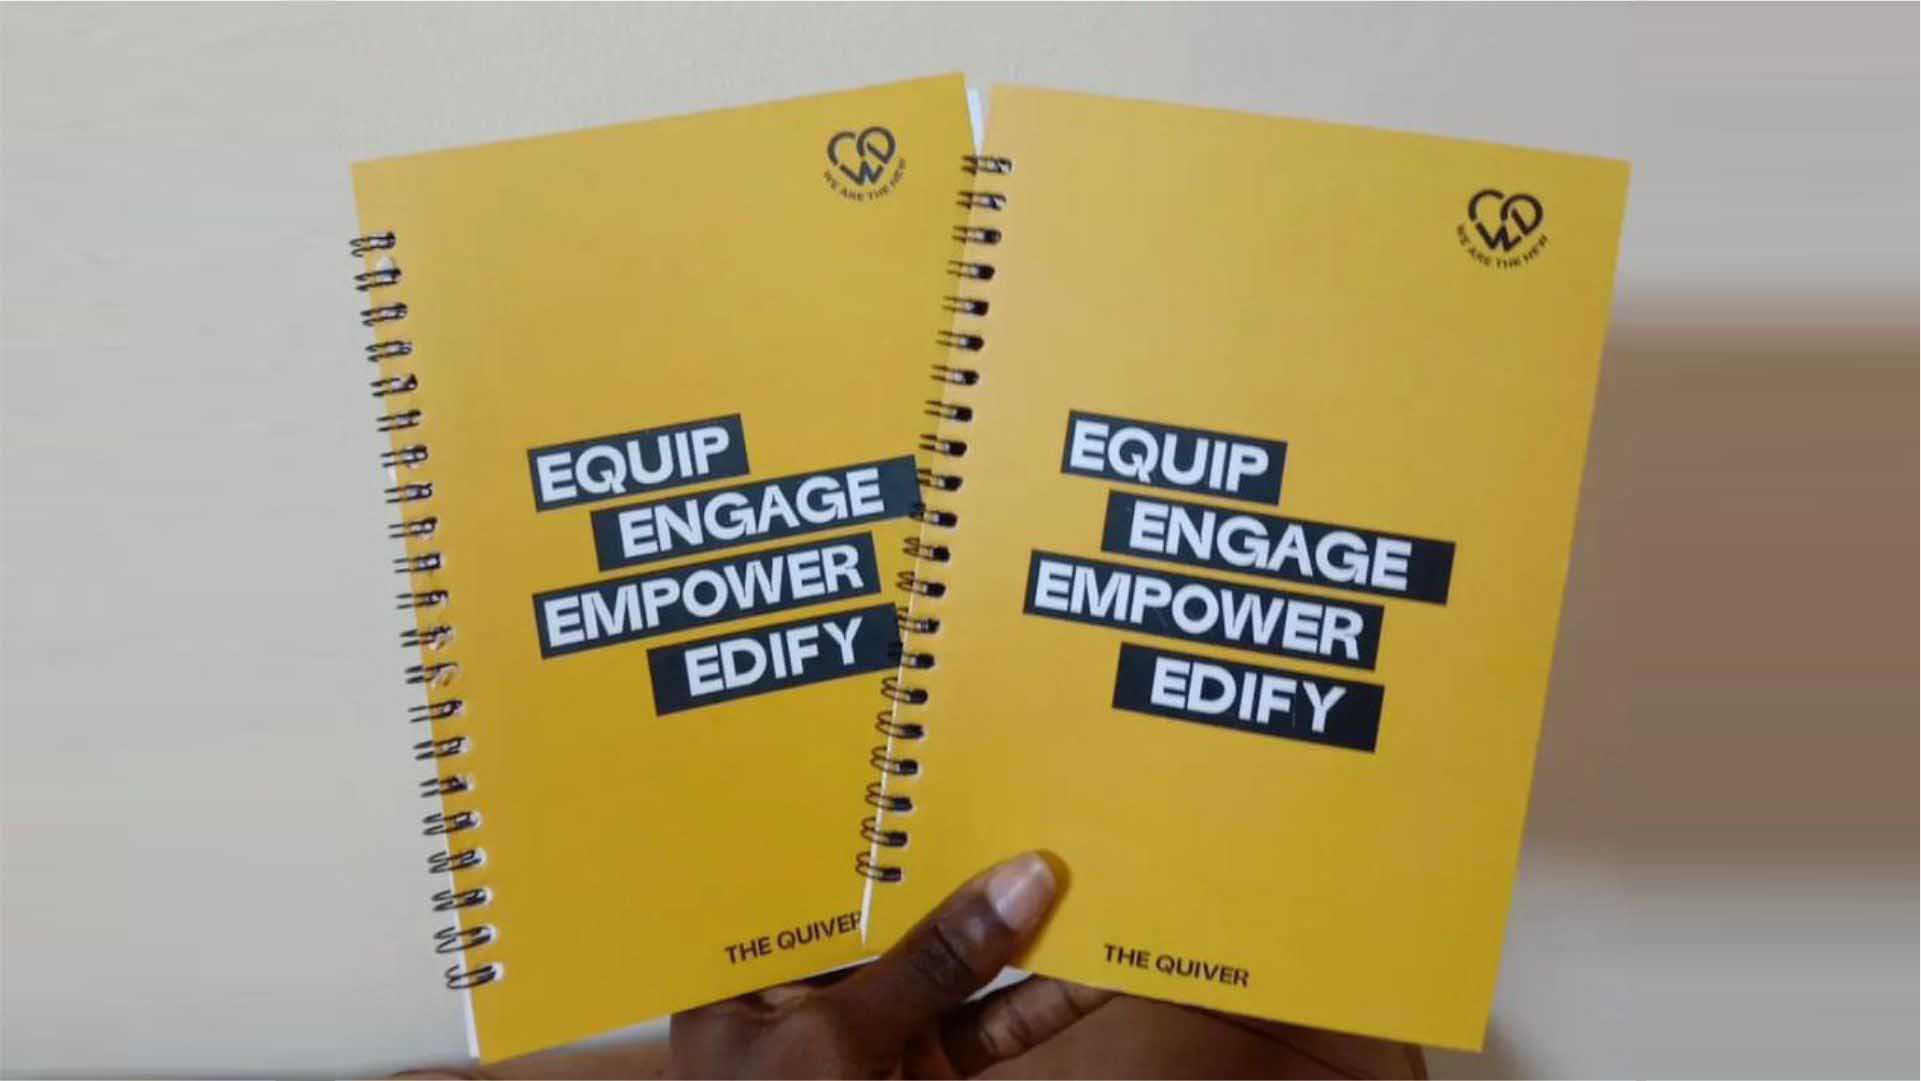 WE ARE THE NEW
EQUIP
ENGAGE
EMPOWER
EDIFY
THE QUIVER
WE ARE THE NEW
EQUIP
ENGAGE
EMPOWER
EDIFY
THE QUIVER